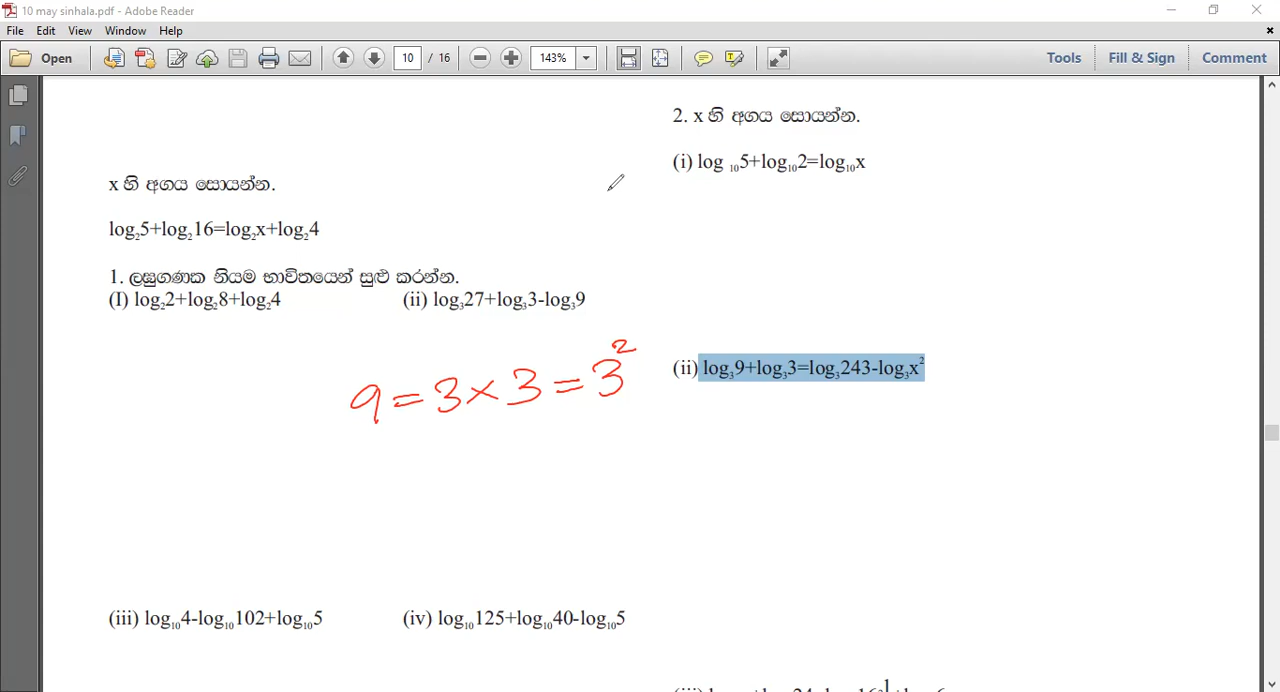 10 may sinhala.pdf - Adobe Reader
File Edit View Window Help
Open 10 / 16 143% Tools Fill & Sign Comment
x හි අගය සොයන්න.
log₂5+log₂16=log₂x+log₂4
1. ලඝුගණක නියම භාවිතයෙන් සුළු කරන්න.
(I) log₂2+log₂8+log₂4
(ii) log₃27+log₃3-log₃9
9 = 3 × 3 = 3²
(iii) log₁₀4-log₁₀102+log₁₀5
(iv) log₁₀125+log₁₀40-log₁₀5
2. x හි අගය සොයන්න.
(i) log ₁₀5+log₁₀2=log₁₀x
(ii) log₃9+log₃3=log₃243-log₃x²